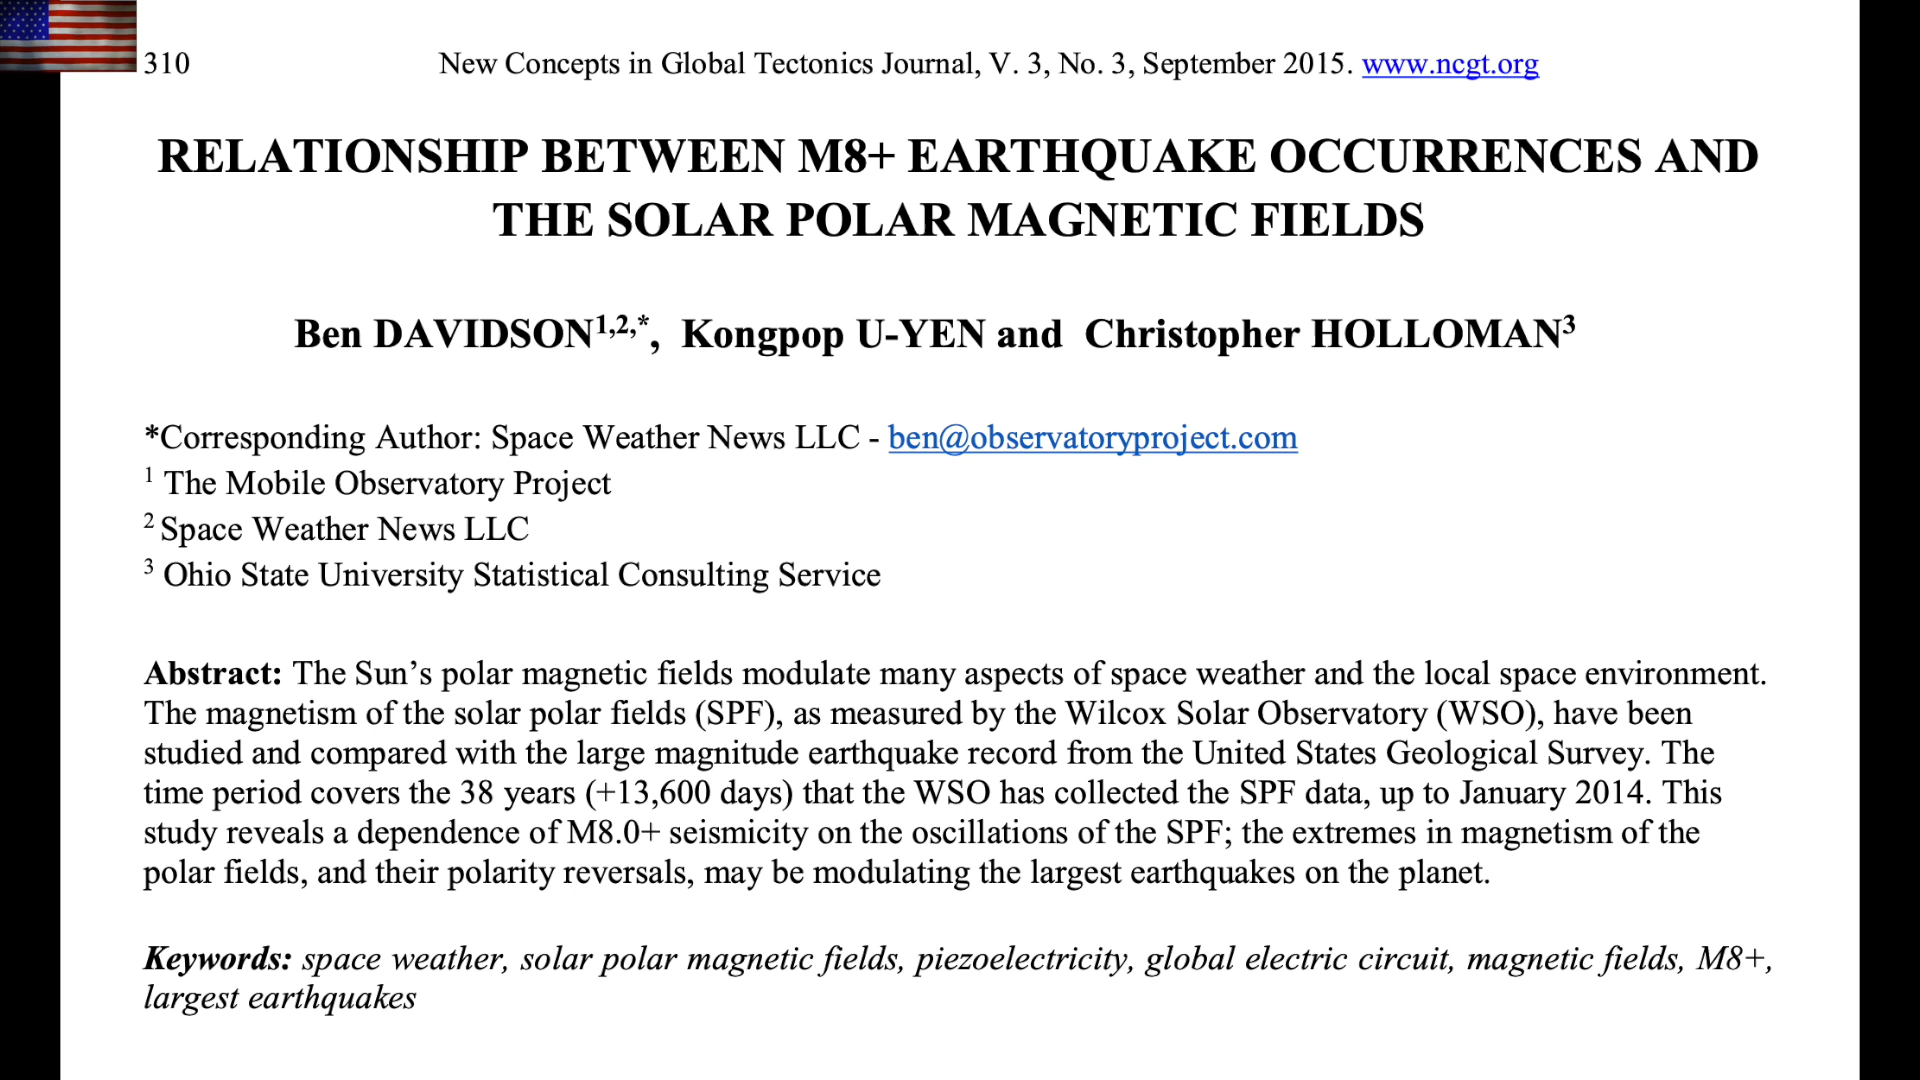 310 New Concepts in Global Tectonics Journal, V. 3, No. 3, September 2015. www.ncgt.org
RELATIONSHIP BETWEEN M8+ EARTHQUAKE OCCURRENCES AND
THE SOLAR POLAR MAGNETIC FIELDS
Ben DAVIDSON1,2,*, Kongpop U-YEN and Christopher HOLLOMAN3
*Corresponding Author: Space Weather News LLC - ben@observatoryproject.com
1 The Mobile Observatory Project
2 Space Weather News LLC
3 Ohio State University Statistical Consulting Service
Abstract: The Sun’s polar magnetic fields modulate many aspects of space weather and the local space environment.
The magnetism of the solar polar fields (SPF), as measured by the Wilcox Solar Observatory (WSO), have been
studied and compared with the large magnitude earthquake record from the United States Geological Survey. The
time period covers the 38 years (+13,600 days) that the WSO has collected the SPF data, up to January 2014. This
study reveals a dependence of M8.0+ seismicity on the oscillations of the SPF; the extremes in magnetism of the
polar fields, and their polarity reversals, may be modulating the largest earthquakes on the planet.
Keywords: space weather, solar polar magnetic fields, piezoelectricity, global electric circuit, magnetic fields, M8+,
largest earthquakes